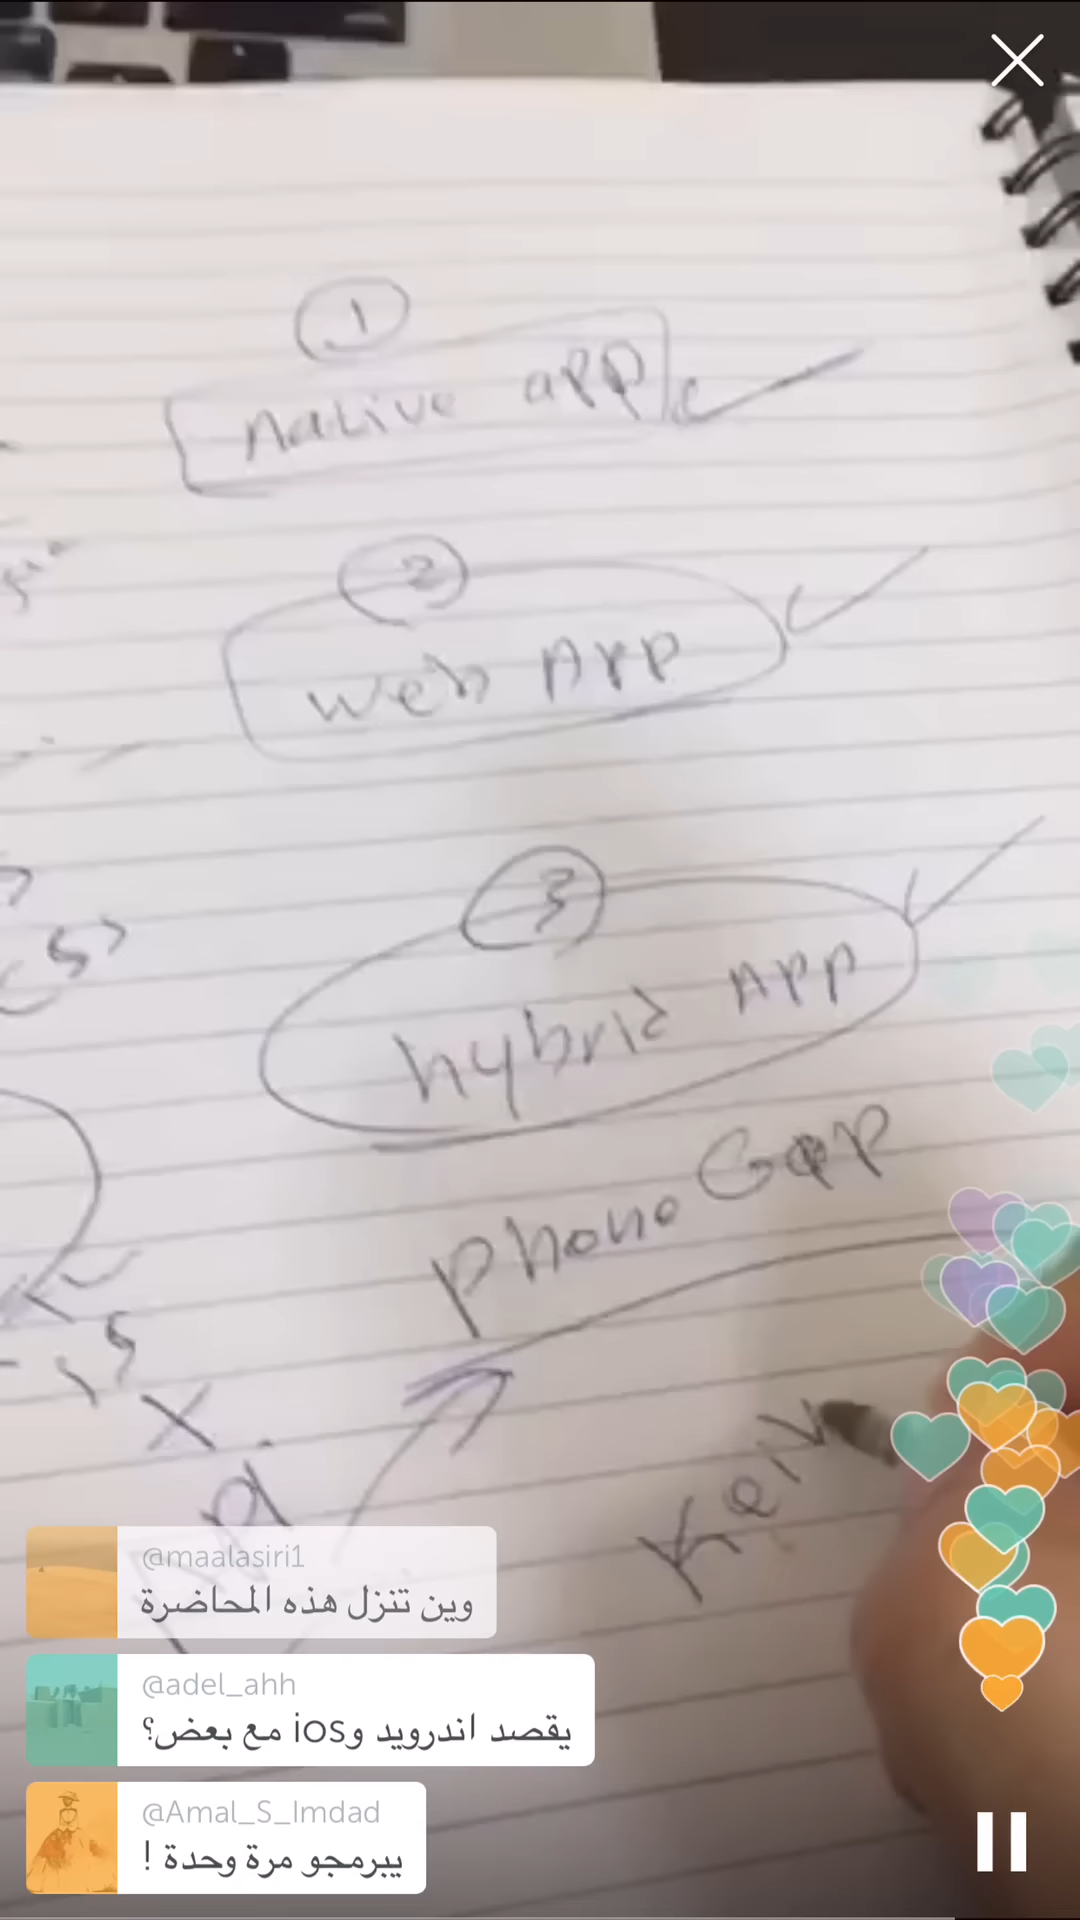 1
native app
2
web App
3
hybrid App
phone Gap
@maalasiri1
وين تنزل هذه المحاضرة
@adel_ahh
يقصد اندرويد وios مع بعض؟
@Amal_S_Imdad
يبرمجو مرة وحدة !